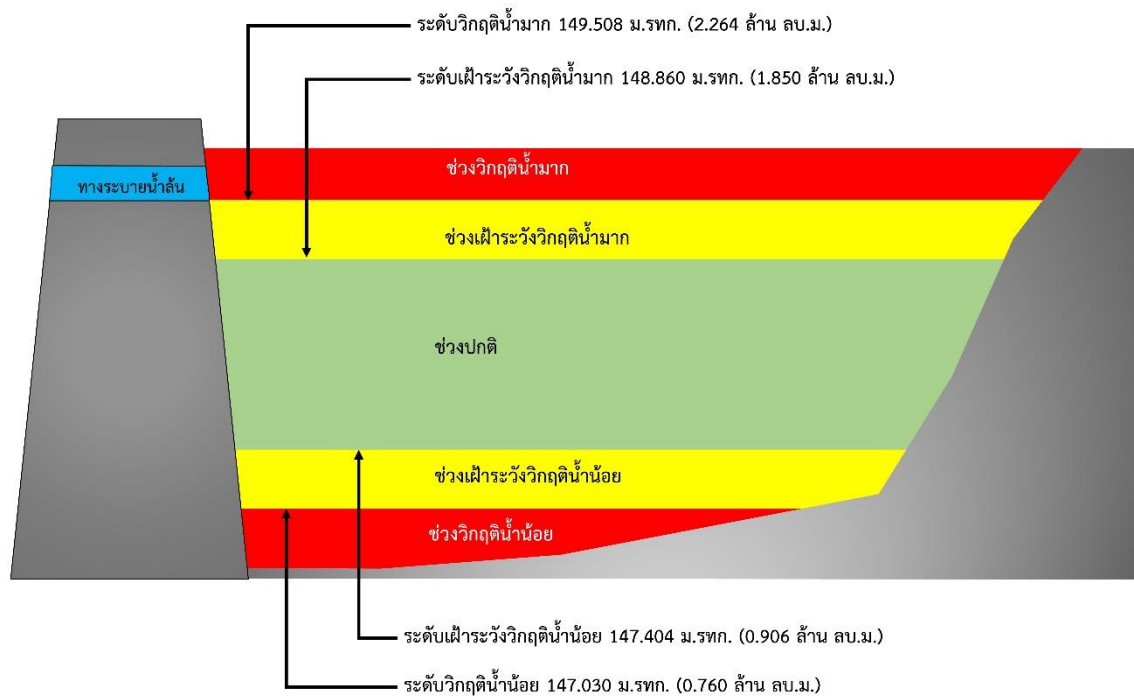 ระดับวิกฤติน้ำมาก 149.508 ม.รทก. (2.264 ล้าน ลบ.ม.)
ระดับเฝ้าระวังวิกฤติน้ำมาก 148.860 ม.รทก. (1.850 ล้าน ลบ.ม.)
ช่วงวิกฤติน้ำมาก
ทางระบายน้ำล้น
ช่วงเฝ้าระวังวิกฤติน้ำมาก
ช่วงปกติ
ช่วงเฝ้าระวังวิกฤติน้ำน้อย
ช่วงวิกฤติน้ำน้อย
ระดับเฝ้าระวังวิกฤติน้ำน้อย 147.404 ม.รทก. (0.906 ล้าน ลบ.ม.)
ระดับวิกฤติน้ำน้อย 147.030 ม.รทก. (0.760 ล้าน ลบ.ม.)